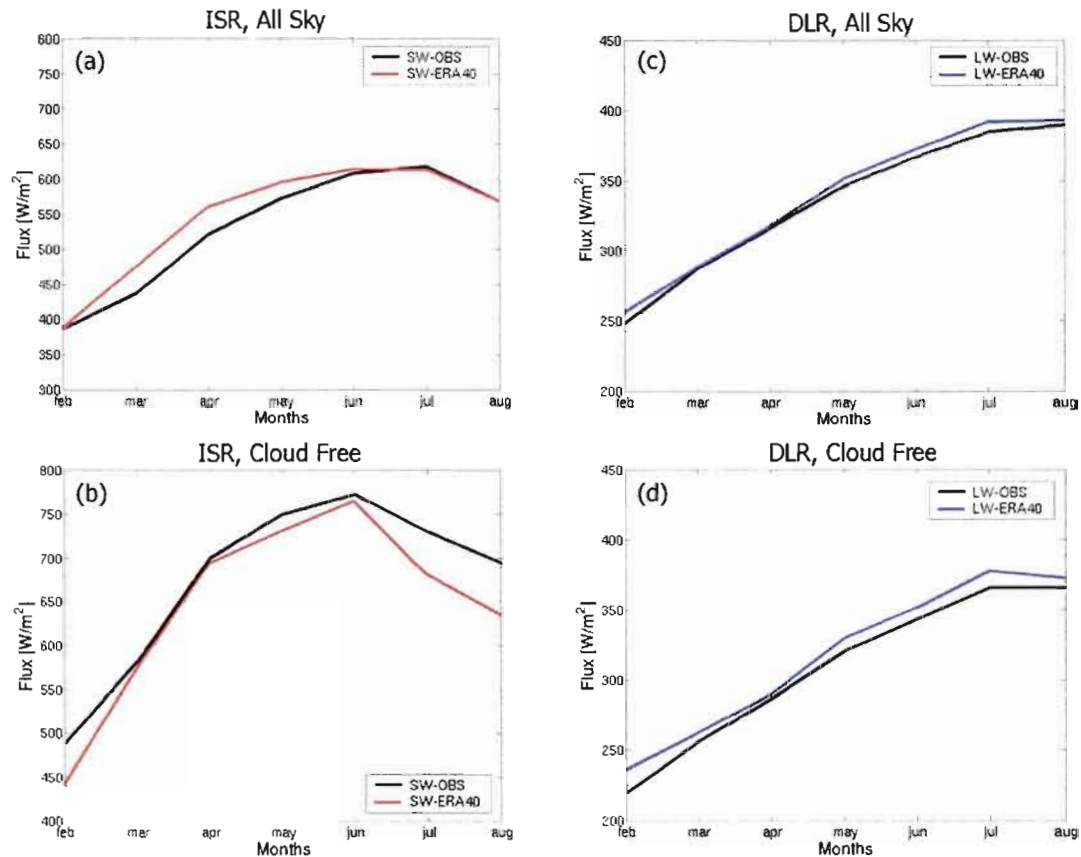 ISR, All Sky
(a)
SW-OBS
SW-ERA40
800
750
700
650
600
550
500
450
400
350
300
Flux [W/m²]
feb mar apr may jun jul aug
Months
DLR, All Sky
(c)
LW-OBS
LW-ERA40
450
400
350
300
250
200
Flux [W/m²]
feb mar apr may jun jul aug
Months
ISR, Cloud Free
(b)
800
750
700
650
600
550
500
450
400
Flux [W/m²]
SW-OBS
SW-ERA40
feb mar apr may jun jul aug
Months
DLR, Cloud Free
(d)
LW-OBS
LW-ERA40
450
400
350
300
250
200
Flux [W/m²]
feb mar apr may jun jul aug
Months